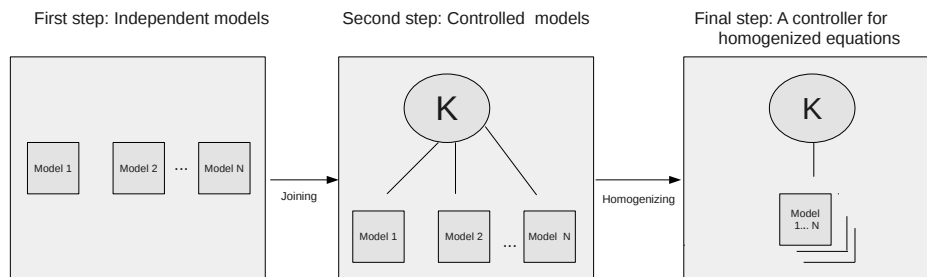 First step: Independent models
Second step: Controlled models
Final step: A controller for
homogenized equations
Model 1
Model 2
...
Model N
Joining
K
Model 1
Model 2
...
Model N
Homogenizing
K
Model
1... N